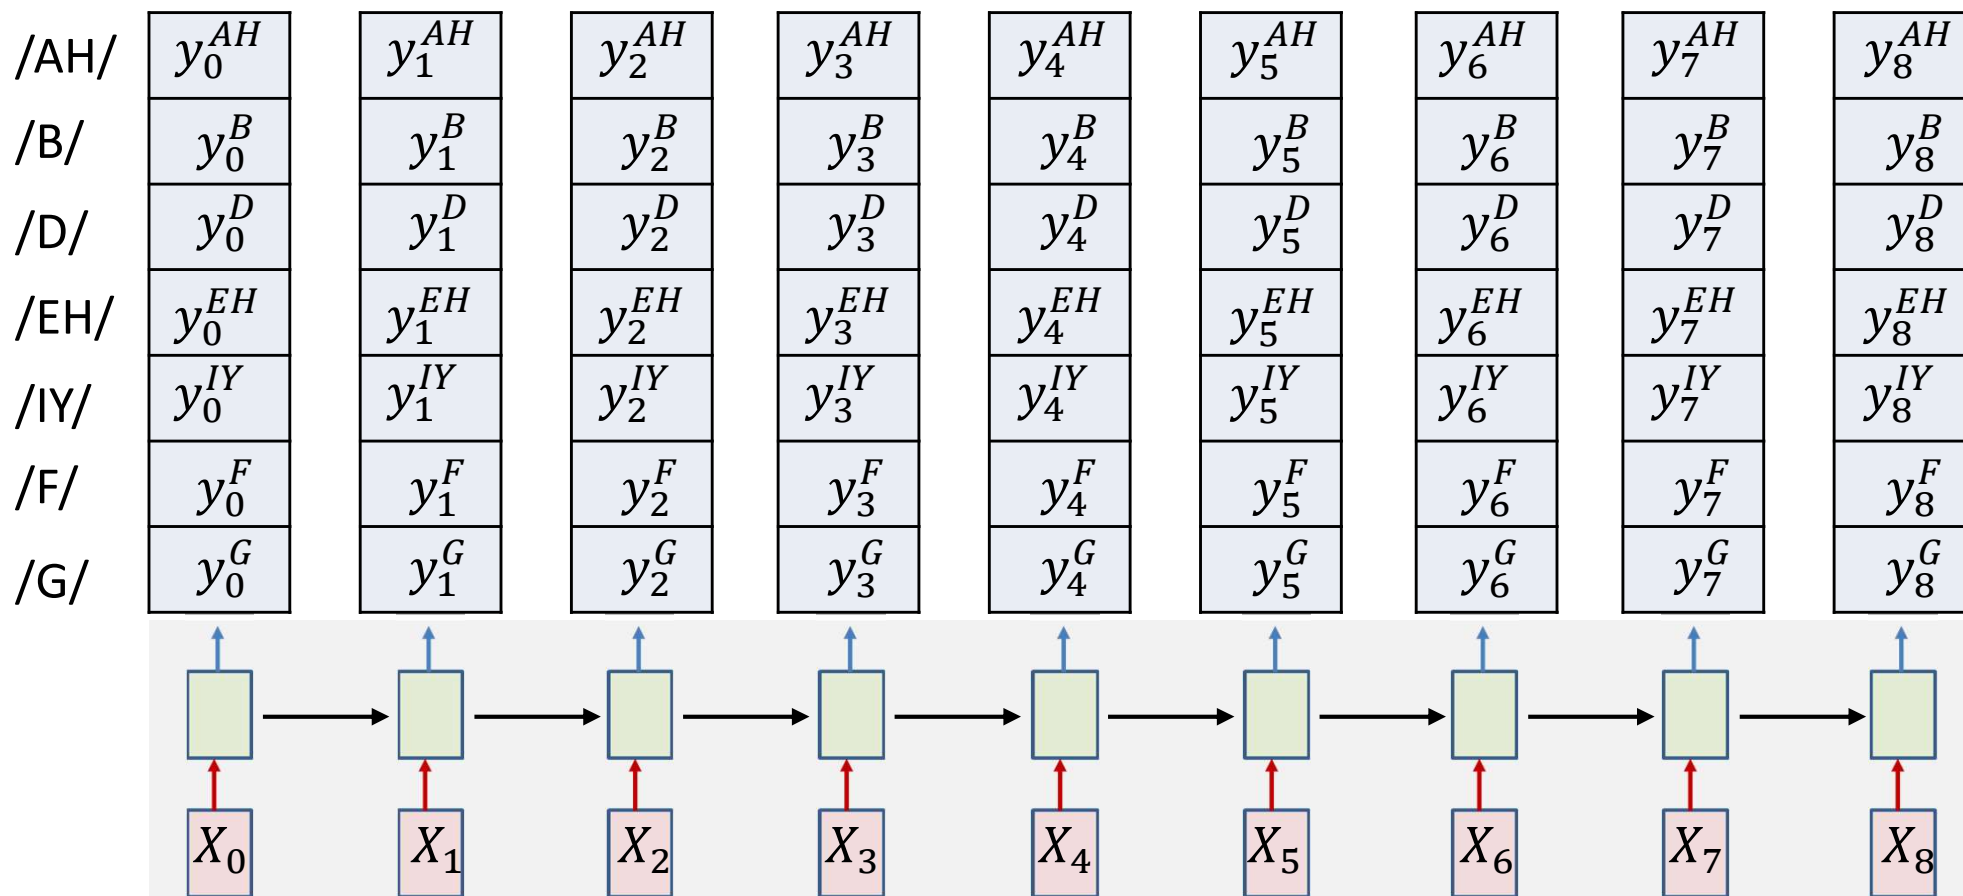 /AH/ y_0^{AH} y_1^{AH} y_2^{AH} y_3^{AH} y_4^{AH} y_5^{AH} y_6^{AH} y_7^{AH} y_8^{AH}
/B/ y_0^B y_1^B y_2^B y_3^B y_4^B y_5^B y_6^B y_7^B y_8^B
/D/ y_0^D y_1^D y_2^D y_3^D y_4^D y_5^D y_6^D y_7^D y_8^D
/EH/ y_0^{EH} y_1^{EH} y_2^{EH} y_3^{EH} y_4^{EH} y_5^{EH} y_6^{EH} y_7^{EH} y_8^{EH}
/IY/ y_0^{IY} y_1^{IY} y_2^{IY} y_3^{IY} y_4^{IY} y_5^{IY} y_6^{IY} y_7^{IY} y_8^{IY}
/F/ y_0^F y_1^F y_2^F y_3^F y_4^F y_5^F y_6^F y_7^F y_8^F
/G/ y_0^G y_1^G y_2^G y_3^G y_4^G y_5^G y_6^G y_7^G y_8^G
X_0 X_1 X_2 X_3 X_4 X_5 X_6 X_7 X_8